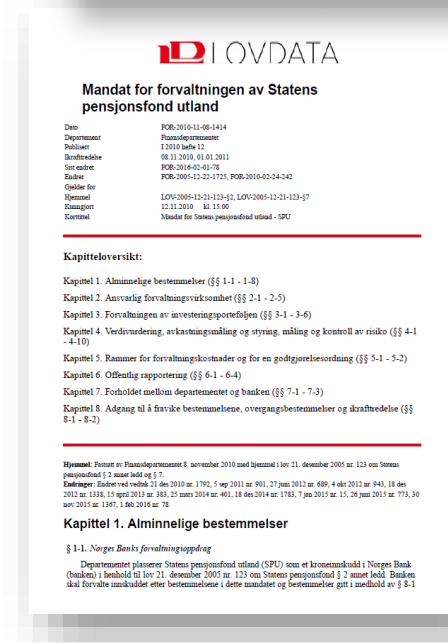 LOVDATA
Mandat for forvaltningen av Statens
pensjonsfond utland
Dato FOR-2010-11-08-1414
Departement Finansdepartementet
Publisert I 2010 hefte 12
Ikrafttredelse 08.11.2010, 01.01.2011
Sist endret FOR-2016-02-01-78
Endrer FOR-2005-12-22-1725, FOR-2010-02-24-242
Gjelder for
Hjemmel LOV-2005-12-21-123-§2, LOV-2005-12-21-123-§7
Kunngjort 12.11.2010 kl. 15.00
Korttittel Mandat for Statens pensjonsfond utland - SPU
Kapitteloversikt:
Kapittel 1. Alminnelige bestemmelser (§§ 1-1 - 1-8)
Kapittel 2. Ansvarlig forvaltningsvirksomhet (§§ 2-1 - 2-5)
Kapittel 3. Forvaltningen av investeringsporteføljen (§§ 3-1 - 3-6)
Kapittel 4. Verdivurdering, avkastningsmåling og styring, måling og kontroll av risiko (§§ 4-1
- 4-10)
Kapittel 5. Rammer for forvaltningskostnader og for en godtgjørelsesordning (§§ 5-1 - 5-2)
Kapittel 6. Offentlig rapportering (§§ 6-1 - 6-4)
Kapittel 7. Forholdet mellom departementet og banken (§§ 7-1 - 7-3)
Kapittel 8. Adgang til å fravike bestemmelsene, overgangsbestemmelser og ikrafttredelse (§§
8-1 - 8-2)
Hjemmel: Fastsatt av Finansdepartementet 8. november 2010 med hjemmel i lov 21. desember 2005 nr. 123 om Statens
pensjonsfond § 2 annet ledd og § 7.
Endringer: Endret ved vedtak 21 des 2010 nr. 1792, 5 sep 2011 nr. 901, 27 juni 2012 nr. 689, 4 okt 2012 nr. 943, 18 des
2012 nr. 1338, 15 april 2013 nr. 383, 25 mars 2014 nr. 401, 18 des 2014 nr. 1783, 7 jan 2015 nr. 15, 26 juni 2015 nr. 773, 30
nov 2015 nr. 1367, 1 feb 2016 nr. 78.
Kapittel 1. Alminnelige bestemmelser
§ 1-1. Norges Banks forvaltningsoppdrag
Departementet plasserer Statens pensjonsfond utland (SPU) som et kroneinnskudd i Norges Bank
(banken) i henhold til lov 21. desember 2005 nr. 123 om Statens pensjonsfond § 2 annet ledd. Banken
skal forvalte innskuddet etter bestemmelsene i dette mandatet og bestemmelser gitt i medhold av § 8-1